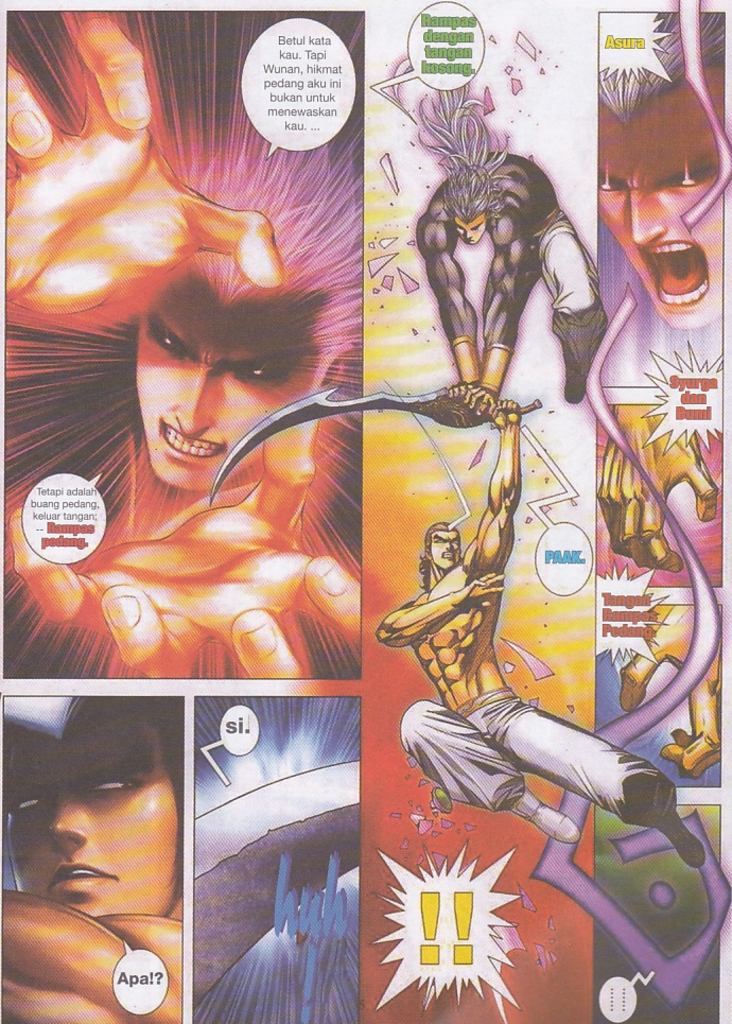 Betul kata
kau. Tapi
Wunan, hikmat
pedang aku ini
bukan untuk
menewaskan
kau. ...
Tetapi adalah
buang pedang,
keluar tangan;
.. Rampas
pedang.
Rampas
dengan
tangan
kosong.
PAAK.
Asura
Syurga
dan
Bumi
Tangan
Rampas
Pedang
Apa!?
si.
huh
!!
......